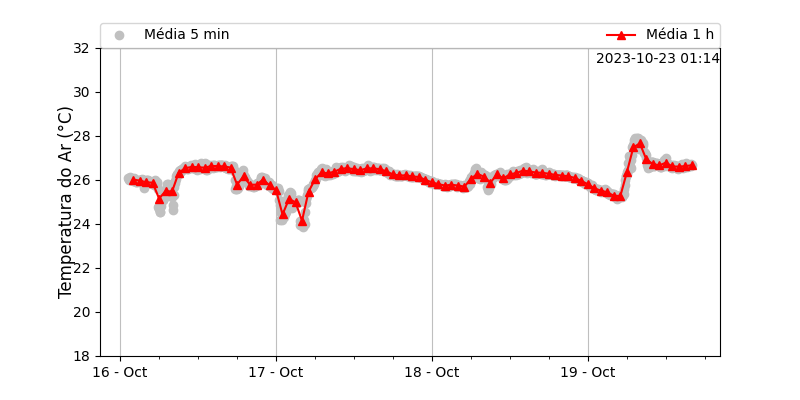 Média 5 min
Média 1 h
2023-10-23 01:14
Temperatura do Ar (°C)
32
30
28
26
24
22
20
18
16 - Oct
17 - Oct
18 - Oct
19 - Oct